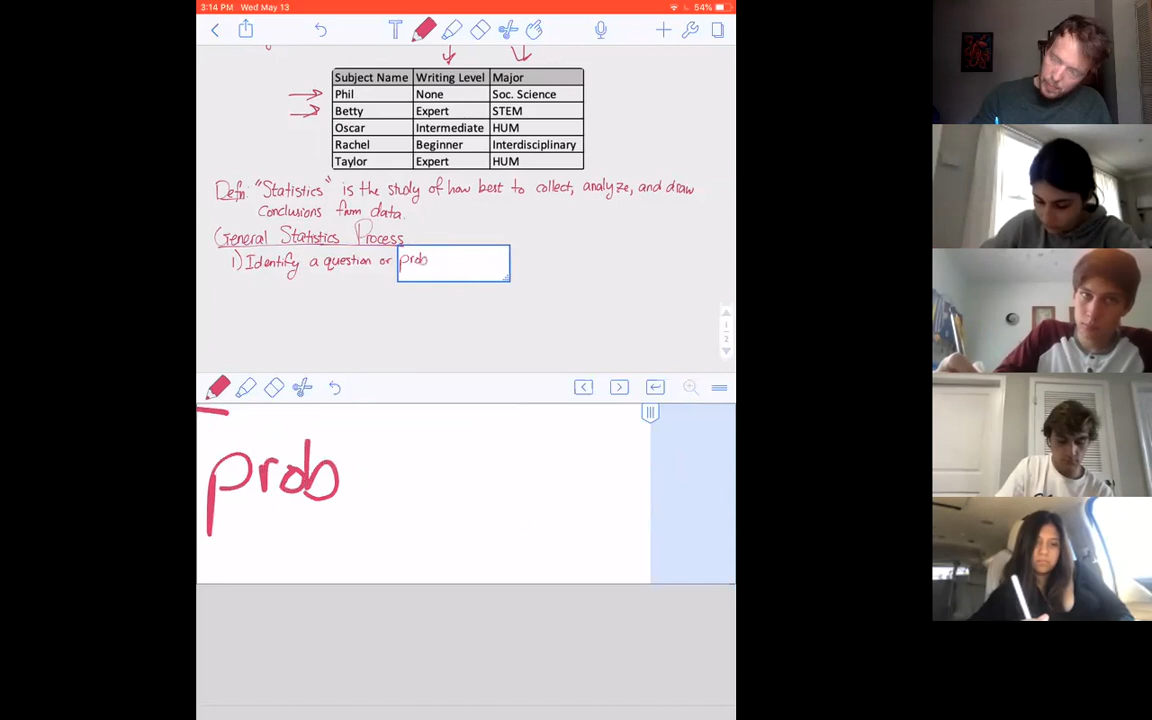 3:14 PM Wed May 13
54%
Subject Name Writing Level Major
Phil None Soc. Science
Betty Expert STEM
Oscar Intermediate HUM
Rachel Beginner Interdisciplinary
Taylor Expert HUM
Defn: "Statistics" is the study of how best to collect, analyze, and draw
conclusions from data.
General Statistics Process
1) Identify a question or prob
1
2
prob